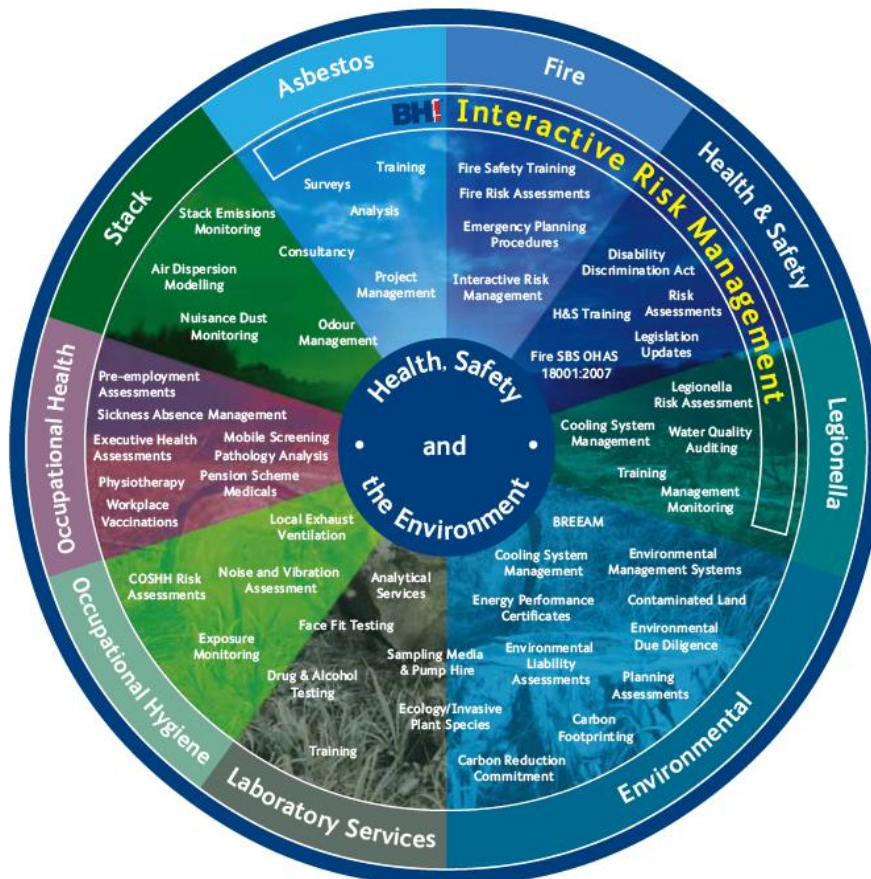 Asbestos
Fire
Health & Safety
Legionella
Environmental
Laboratory Services
Occupational Hygiene
Occupational Health
Stack
BHI Interactive Risk Management
Training
Surveys
Analysis
Consultancy
Project
Management
Fire Safety Training
Fire Risk Assessments
Emergency Planning
Procedures
Interactive Risk
Management
Disability
Discrimination Act
Risk
Assessments
H&S Training
Legislation
Updates
Fire SBS OHAS
18001:2007
Legionella
Risk Assessment
Cooling System
Management
Water Quality
Auditing
Training
Management
Monitoring
BREEAM
Cooling System
Management
Environmental
Management Systems
Energy Performance
Certificates
Contaminated Land
Environmental
Due Diligence
Environmental
Liability
Assessments
Planning
Assessments
Carbon
Footprinting
Carbon Reduction
Commitment
Analytical
Services
Face Fit Testing
Sampling Media
& Pump Hire
Drug & Alcohol
Testing
Ecology/Invasive
Plant Species
Training
Local Exhaust
Ventilation
COSHH Risk
Assessments
Noise and Vibration
Assessment
Exposure
Monitoring
Pre-employment
Assessments
Sickness Absence Management
Executive Health
Assessments
Mobile Screening
Pathology Analysis
Physiotherapy
Pension Scheme
Medicals
Workplace
Vaccinations
Stack Emissions
Monitoring
Air Dispersion
Modelling
Nuisance Dust
Monitoring
Odour
Management
Health, Safety
and
the Environment